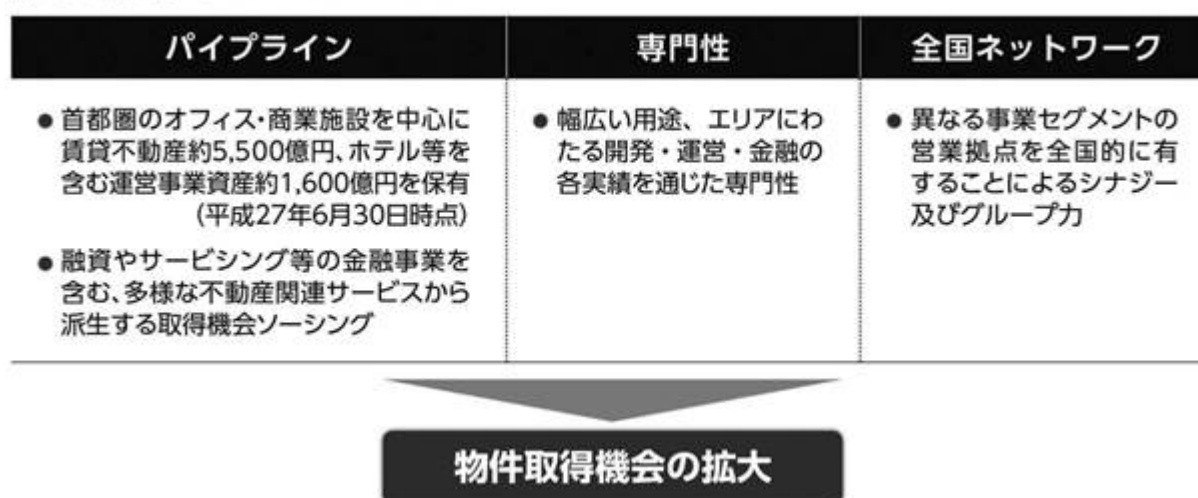 パイプライン
専門性
全国ネットワーク
● 首都圏のオフィス・商業施設を中心に
賃貸不動産約5,500億円、ホテル等を
含む運営事業資産約1,600億円を保有
(平成27年6月30日時点)
● 融資やサービシング等の金融事業を
含む、多様な不動産関連サービスから
派生する取得機会ソーシング
● 幅広い用途、エリアにわ
たる開発・運営・金融の
各実績を通じた専門性
● 異なる事業セグメントの
営業拠点を全国的に有
することによるシナジー
及びグループ力
物件取得機会の拡大